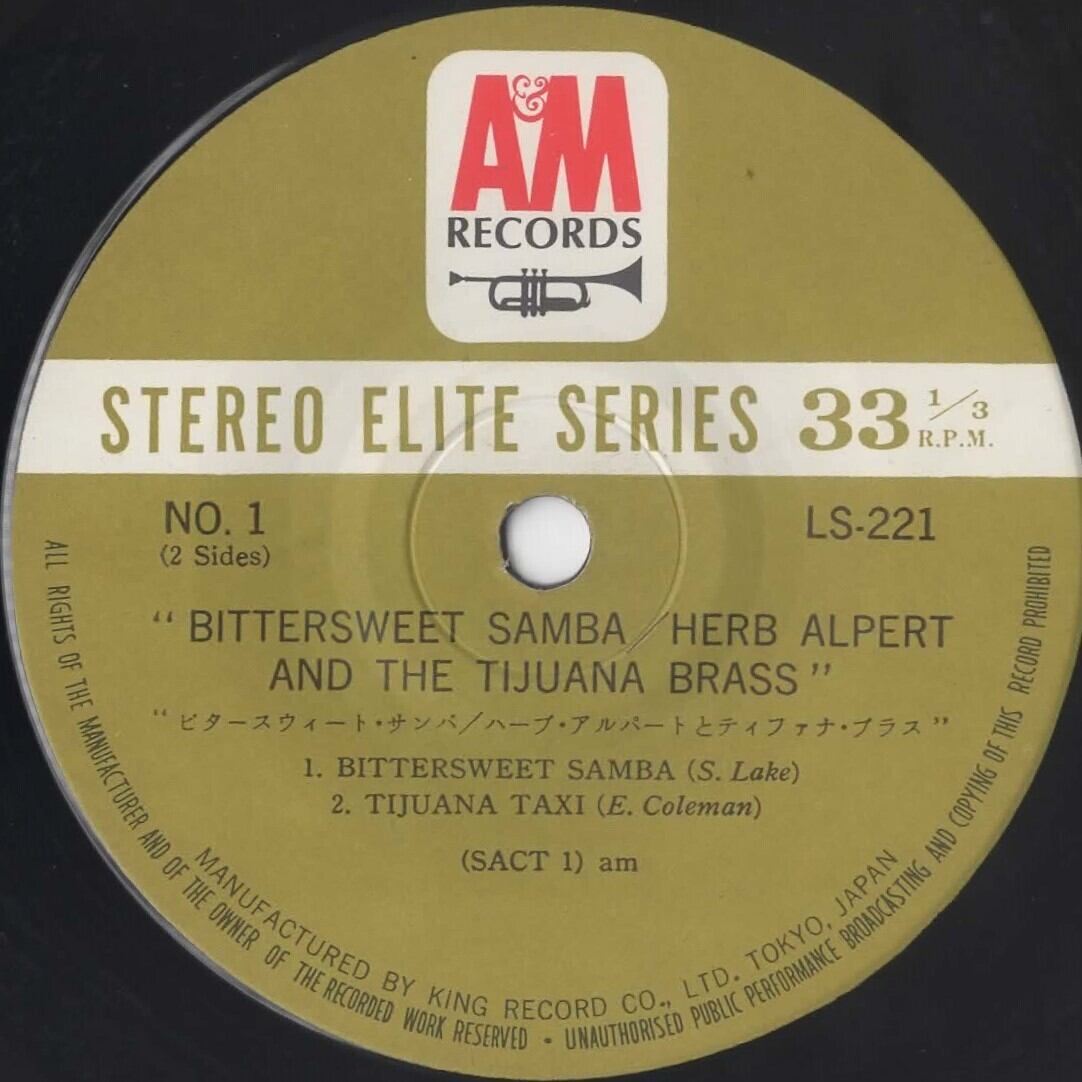 A&M
RECORDS
STEREO ELITE SERIES 33 1/3 R.P.M.
NO. 1
(2 Sides)
LS-221
“BITTERSWEET SAMBA／HERB ALPERT
AND THE TIJUANA BRASS”
“ビタースウィート・サンバ／ハーブ・アルパートとティファナ・ブラス”
1. BITTERSWEET SAMBA (S. Lake)
2. TIJUANA TAXI (E. Coleman)
(SACT 1) am
MANUFACTURED BY KING RECORD CO., LTD. TOKYO, JAPAN
ALL RIGHTS OF THE MANUFACTURER AND OF THE OWNER OF THE RECORDED WORK RESERVED • UNAUTHORISED PUBLIC PERFORMANCE BROADCASTING AND COPYING OF THIS RECORD PROHIBITED